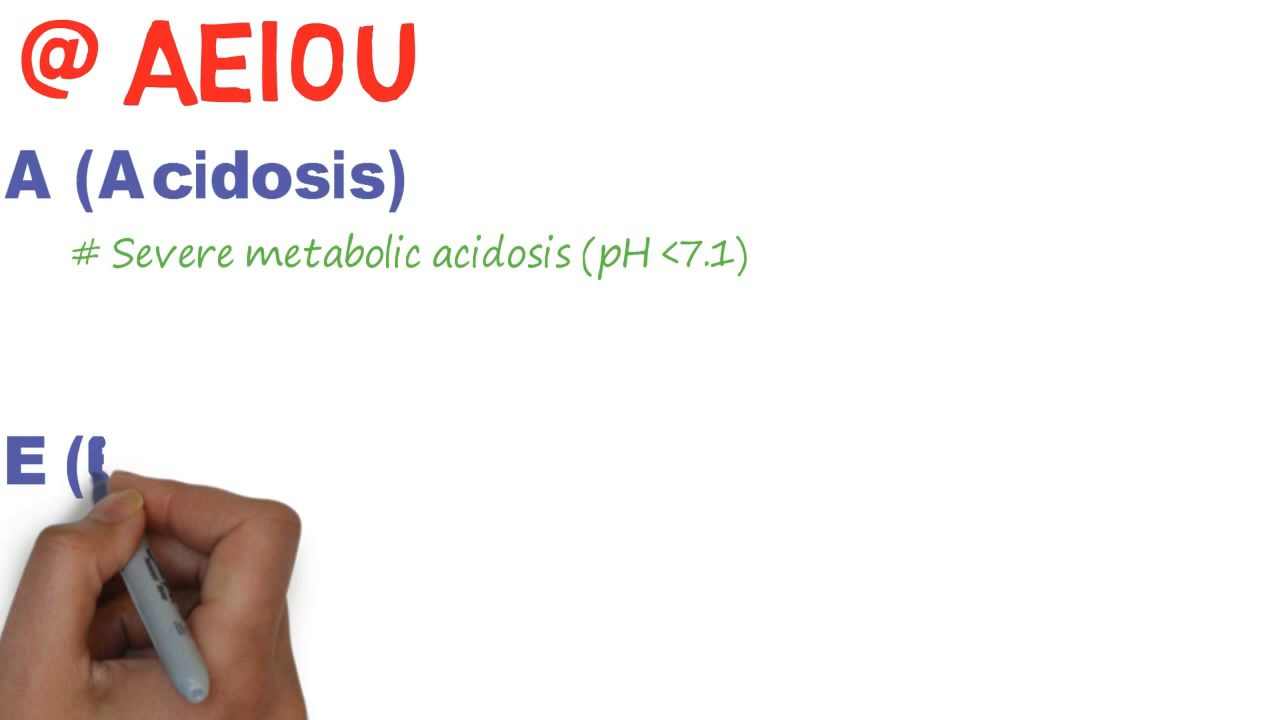 @ AEIOU
A (Acidosis)
# Severe metabolic acidosis (pH <7.1)
E (